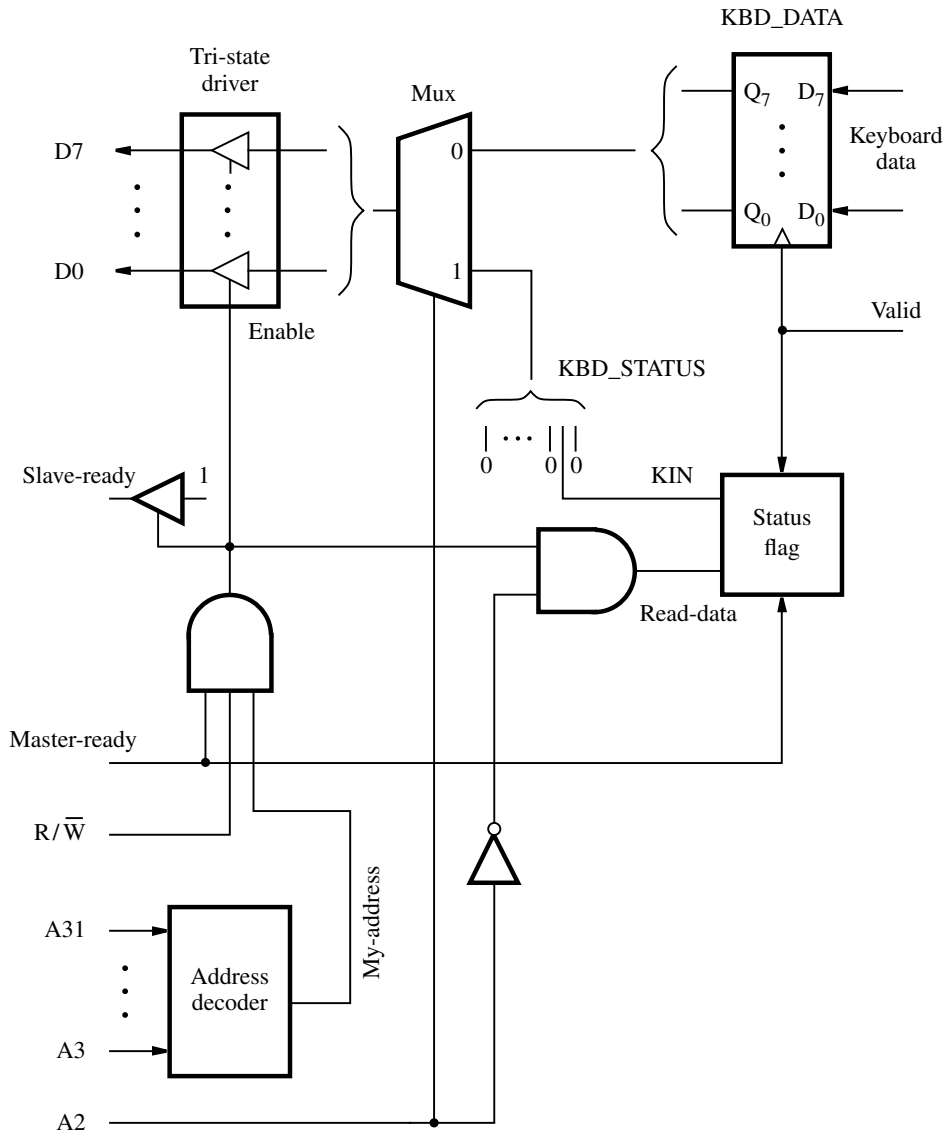 KBD_DATA
Tri-state
driver
Mux
Q7 D7
D7
0
Keyboard
data
Q0 D0
D0
1
Valid
Enable
KBD_STATUS
0 0 0
Slave-ready
1
KIN
Status
flag
Read-data
Master-ready
R/W̅
My-address
A31
Address
decoder
A3
A2